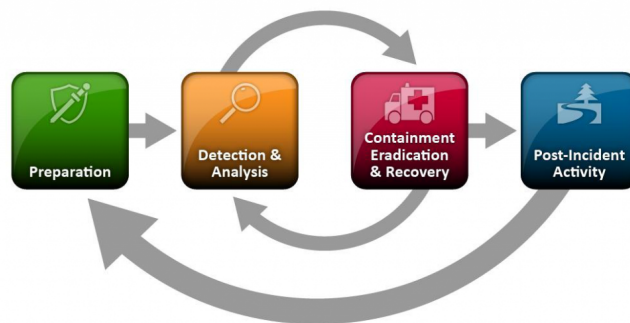 Preparation
Detection &
Analysis
Containment
Eradication
& Recovery
Post-Incident
Activity